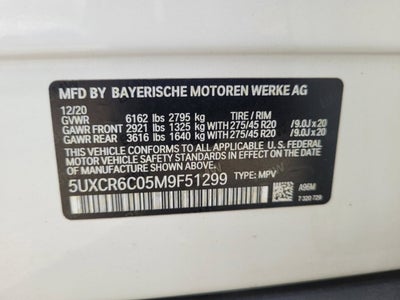 MFD BY BAYERISCHE MOTOREN WERKE AG
12/20
GVWR 6162 lbs 2795 kg TIRE / RIM
GAWR FRONT 2921 lbs 1325 kg WITH 275/45 R20 /9.0J x 20
GAWR REAR 3616 lbs 1640 kg WITH 275/45 R20 /9.0J x 20
THIS VEHICLE CONFORMS TO ALL APPLICABLE U. S. FEDERAL
MOTOR VEHICLE SAFETY STANDARDS IN EFFECT ON THE
DATE OF MANUFACTURE SHOWN ABOVE.
5UXCR6C05M9F51299 TYPE: MPV
A96M
7 320 729